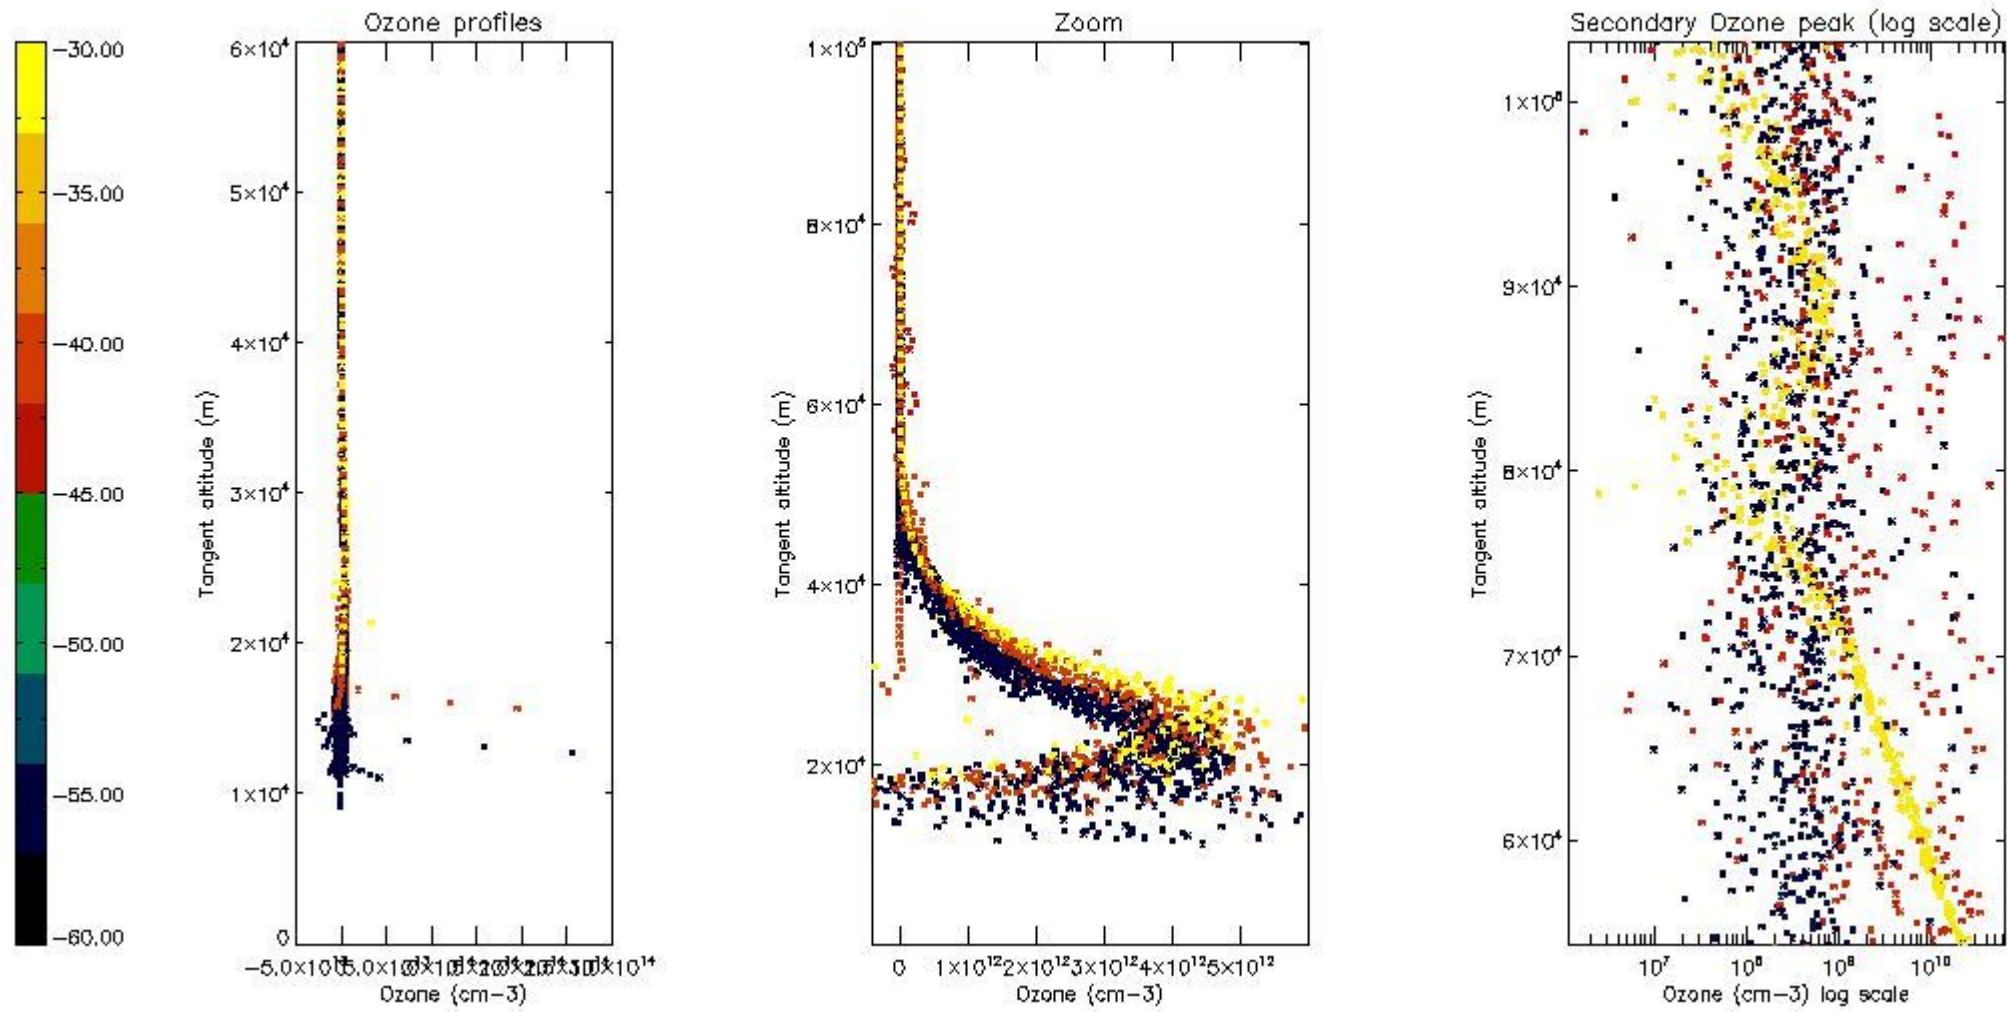 Ozone profiles
Zoom
Secondary Ozone peak (log scale)
-30.00
-35.00
-40.00
-45.00
-50.00
-55.00
-60.00
6×10⁴
5×10⁴
4×10⁴
3×10⁴
2×10⁴
1×10⁴
0
Tangent altitude (m)
Ozone (cm-3)
1×10⁵
8×10⁴
6×10⁴
4×10⁴
2×10⁴
Tangent altitude (m)
0 1×10¹² 2×10¹² 3×10¹² 4×10¹² 5×10¹²
Ozone (cm-3)
1×10⁵
9×10⁴
8×10⁴
7×10⁴
6×10⁴
Tangent altitude (m)
10⁷ 10⁸ 10⁹ 10¹⁰
Ozone (cm-3) log scale